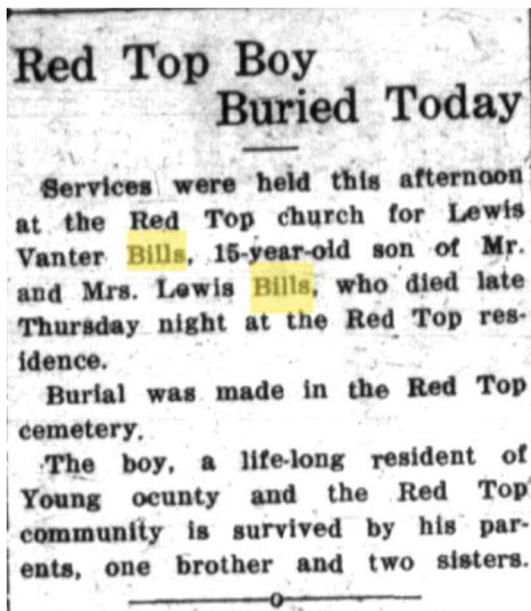 Red Top Boy
Buried Today
Services were held this afternoon
at the Red Top church for Lewis
Vanter Bills, 15-year-old son of Mr.
and Mrs. Lewis Bills, who died late
Thursday night at the Red Top res-
idence.
Burial was made in the Red Top
cemetery.
The boy, a life-long resident of
Young ocunty and the Red Top
community is survived by his par-
ents, one brother and two sisters.